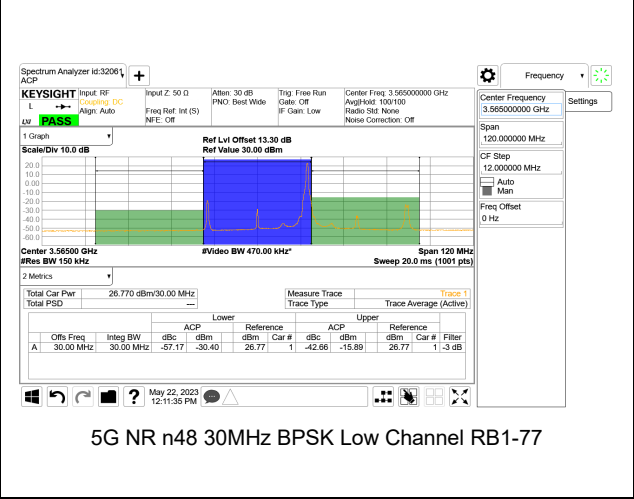 Spectrum Analyzer id:32061
ACP
Frequency
KEYSIGHT
Input: RF
Coupling: DC
Align: Auto
Input Z: 50 Ω
Freq Ref: Int (S)
NFE: Off
Atten: 30 dB
PNO: Best Wide
Trig: Free Run
Gate: Off
IF Gain: Low
Center Freq: 3.565000000 GHz
Avg|Hold: 100/100
Radio Std: None
Noise Correction: Off
L
LXI PASS
Center Frequency
3.565000000 GHz
Settings
Span
120.000000 MHz
CF Step
12.000000 MHz
Auto
Man
Freq Offset
0 Hz
1 Graph
Scale/Div 10.0 dB
Ref Lvl Offset 13.30 dB
Ref Value 30.00 dBm
20.0
10.0
0.00
-10.0
-20.0
-30.0
-40.0
-50.0
-60.0
Center 3.56500 GHz #Video BW 470.00 kHz* Span 120 MHz
#Res BW 150 kHz Sweep 20.0 ms (1001 pts)
2 Metrics
Total Car Pwr 26.770 dBm/30.00 MHz Measure Trace Trace 1
Total PSD --- Trace Type Trace Average (Active)
Lower Upper
ACP Reference ACP Reference
Offs Freq Integ BW dBc dBm dBm Car # dBc dBm dBm Car # Filter
A 30.00 MHz 30.00 MHz -57.17 -30.40 26.77 1 -42.66 -15.89 26.77 1 -3 dB
May 22, 2023
12:11:35 PM
5G NR n48 30MHz BPSK Low Channel RB1-77